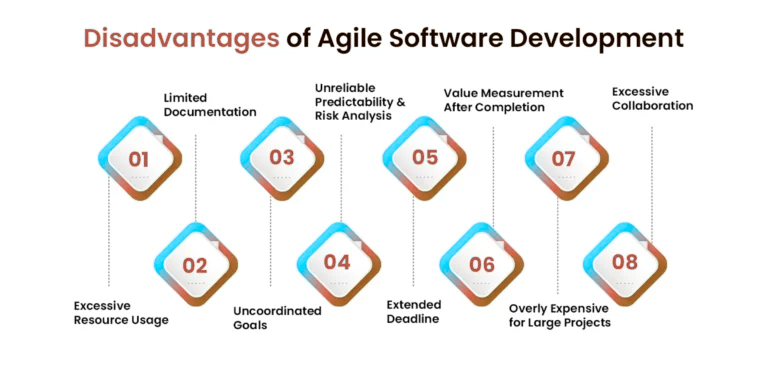 Disadvantages of Agile Software Development
01
Excessive
Resource Usage
02
Limited
Documentation
03
Uncoordinated
Goals
04
Unreliable
Predictability &
Risk Analysis
05
Extended
Deadline
06
Value Measurement
After Completion
07
Overly Expensive
for Large Projects
08
Excessive
Collaboration